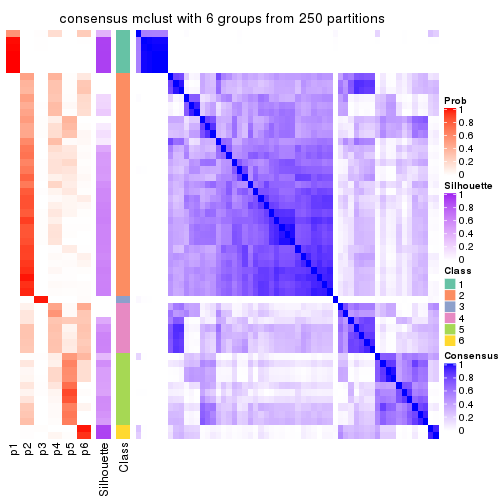 consensus mclust with 6 groups from 250 partitions
Prob
1
0.8
0.6
0.4
0.2
0
Silhouette
1
0.8
0.6
0.4
0.2
0
Class
1
2
3
4
5
6
Consensus
1
0.8
0.6
0.4
0.2
0
p1
p2
p3
p4
p5
p6
Silhouette
Class